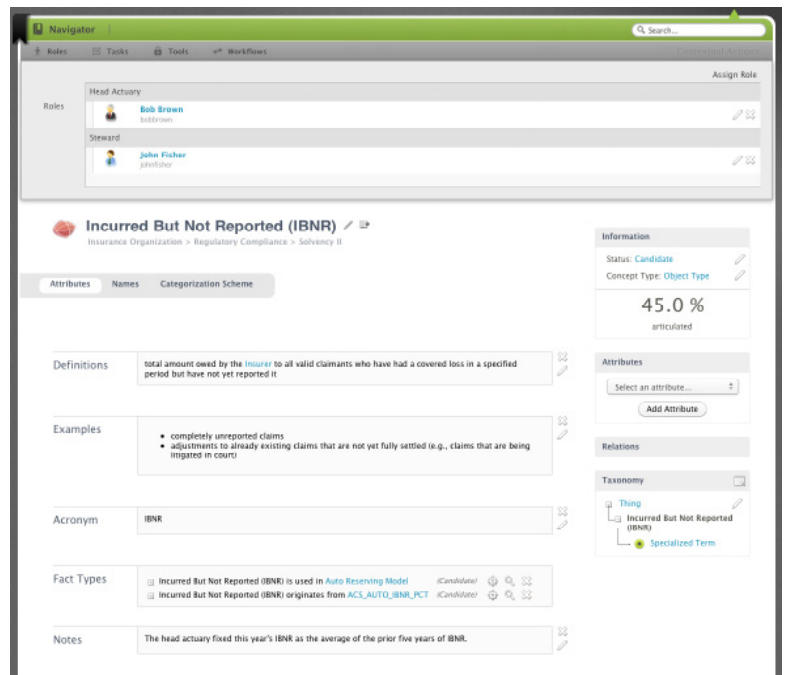 Navigator
Search...
Roles Tasks Tools Workflows
Contextual Actions
Assign Role
Roles
Head Actuary
Bob Brown
bobbrown
Steward
John Fisher
johnfisher
Incurred But Not Reported (IBNR)
Insurance Organization > Regulatory Compliance > Solvency II
Attributes Names Categorization Scheme
Definitions
total amount owed by the Insurer to all valid claimants who have had a covered loss in a specified
period but have not yet reported it
Examples
• completely unreported claims
• adjustments to already existing claims that are not yet fully settled (e.g., claims that are being
litigated in court)
Acronym
IBNR
Fact Types
Incurred But Not Reported (IBNR) is used in Auto Reserving Model (Candidate)
Incurred But Not Reported (IBNR) originates from ACS_AUTO_IBNR_PCT (Candidate)
Notes
The head actuary fixed this year's IBNR as the average of the prior five years of IBNR.
Information
Status: Candidate
Concept Type: Object Type
45.0 %
articulated
Attributes
Select an attribute...
Add Attribute
Relations
Taxonomy
Thing
Incurred But Not Reported
(IBNR)
Specialized Term